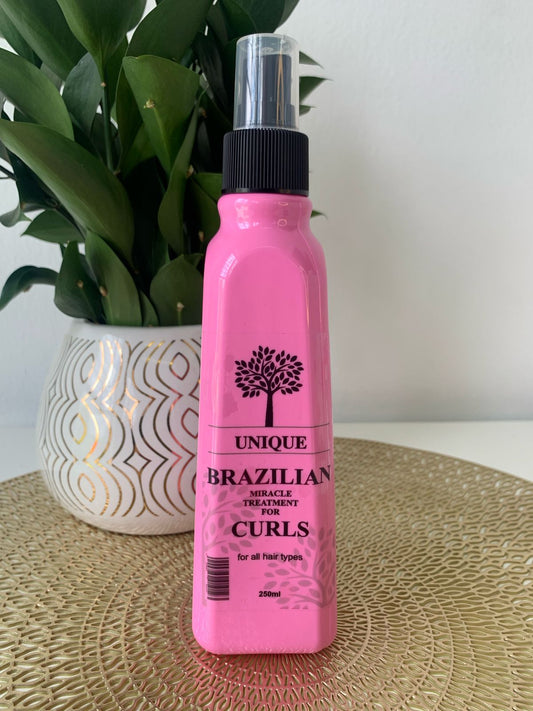 UNIQUE
BRAZILIAN
MIRACLE
TREATMENT
FOR
CURLS
for all hair types
250ml